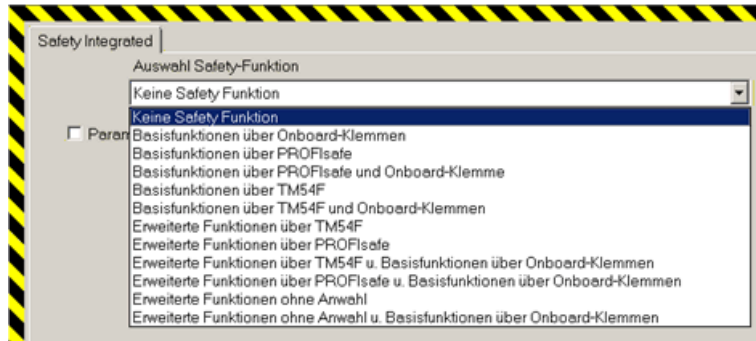 Safety Integrated
Auswahl Safety-Funktion
Keine Safety Funktion
Keine Safety Funktion
Param
Basisfunktionen über Onboard-Klemmen
Basisfunktionen über PROFIsafe
Basisfunktionen über PROFIsafe und Onboard-Klemme
Basisfunktionen über TM54F
Basisfunktionen über TM54F und Onboard-Klemmen
Erweiterte Funktionen über TM54F
Erweiterte Funktionen über PROFIsafe
Erweiterte Funktionen über TM54F u. Basisfunktionen über Onboard-Klemmen
Erweiterte Funktionen über PROFIsafe u. Basisfunktionen über Onboard-Klemmen
Erweiterte Funktionen ohne Anwahl
Erweiterte Funktionen ohne Anwahl u. Basisfunktionen über Onboard-Klemmen